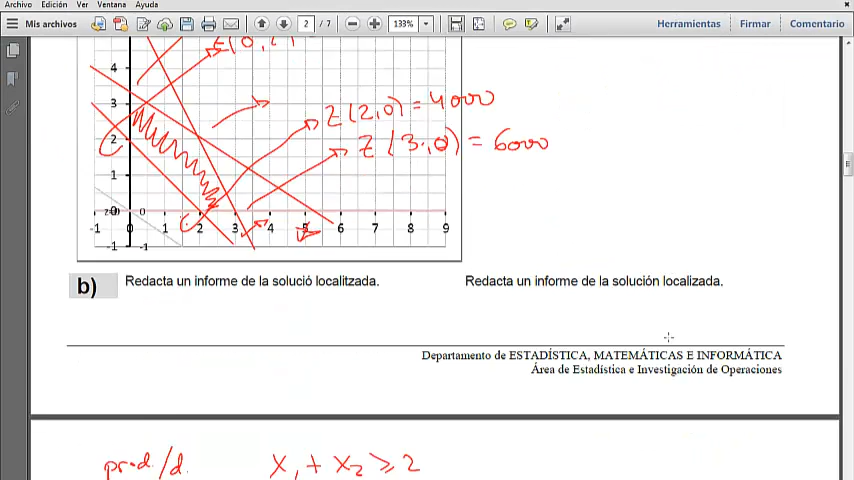 Archivo Edición Ver Ventana Ayuda
Mis archivos 2 / 7 133% Herramientas Firmar Comentario
4
3
2
1
0
-1
-1 0 1 2 3 4 5 6 7 8 9
0
-1
Z(2,0) = 4000
Z(3,0) = 6000
b) Redacta un informe de la solució localitzada. Redacta un informe de la solución localizada.
Departamento de ESTADÍSTICA, MATEMÁTICAS E INFORMÁTICA
Área de Estadística e Investigación de Operaciones
prod./d. X₁ + X₂ ≥ 2